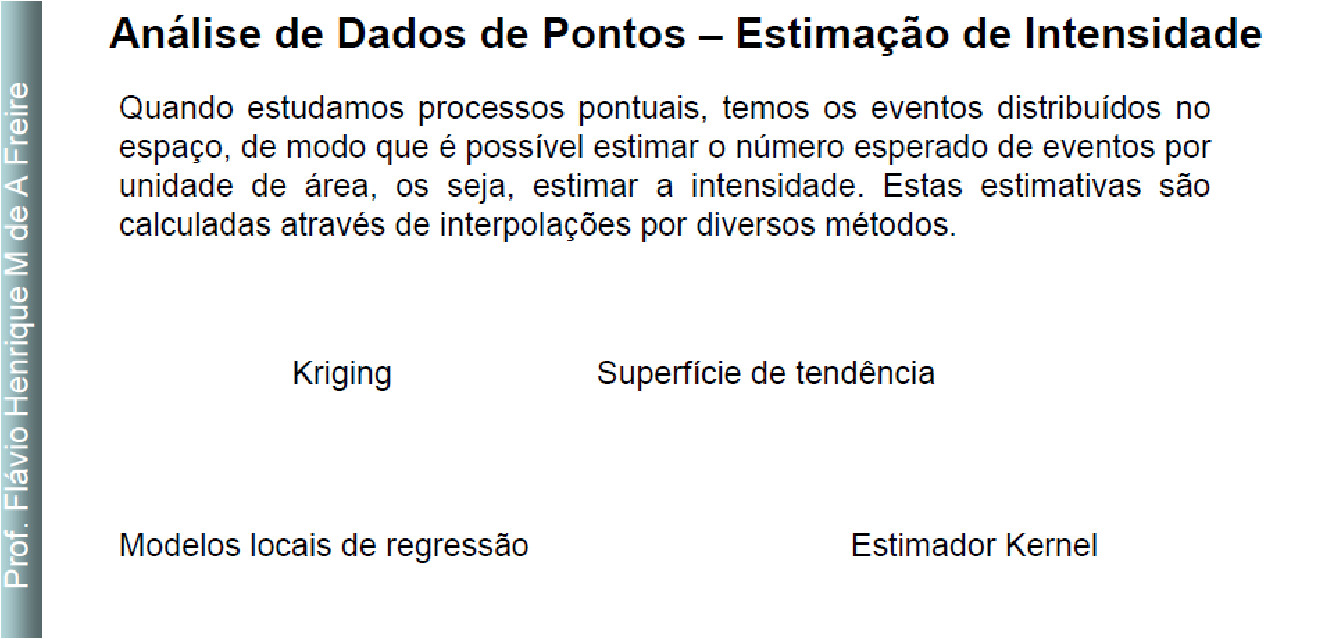 Análise de Dados de Pontos – Estimação de Intensidade
Quando estudamos processos pontuais, temos os eventos distribuídos no
espaço, de modo que é possível estimar o número esperado de eventos por
unidade de área, os seja, estimar a intensidade. Estas estimativas são
calculadas através de interpolações por diversos métodos.
Kriging
Superfície de tendência
Modelos locais de regressão
Estimador Kernel
Prof. Flávio Henrique M de A Freire